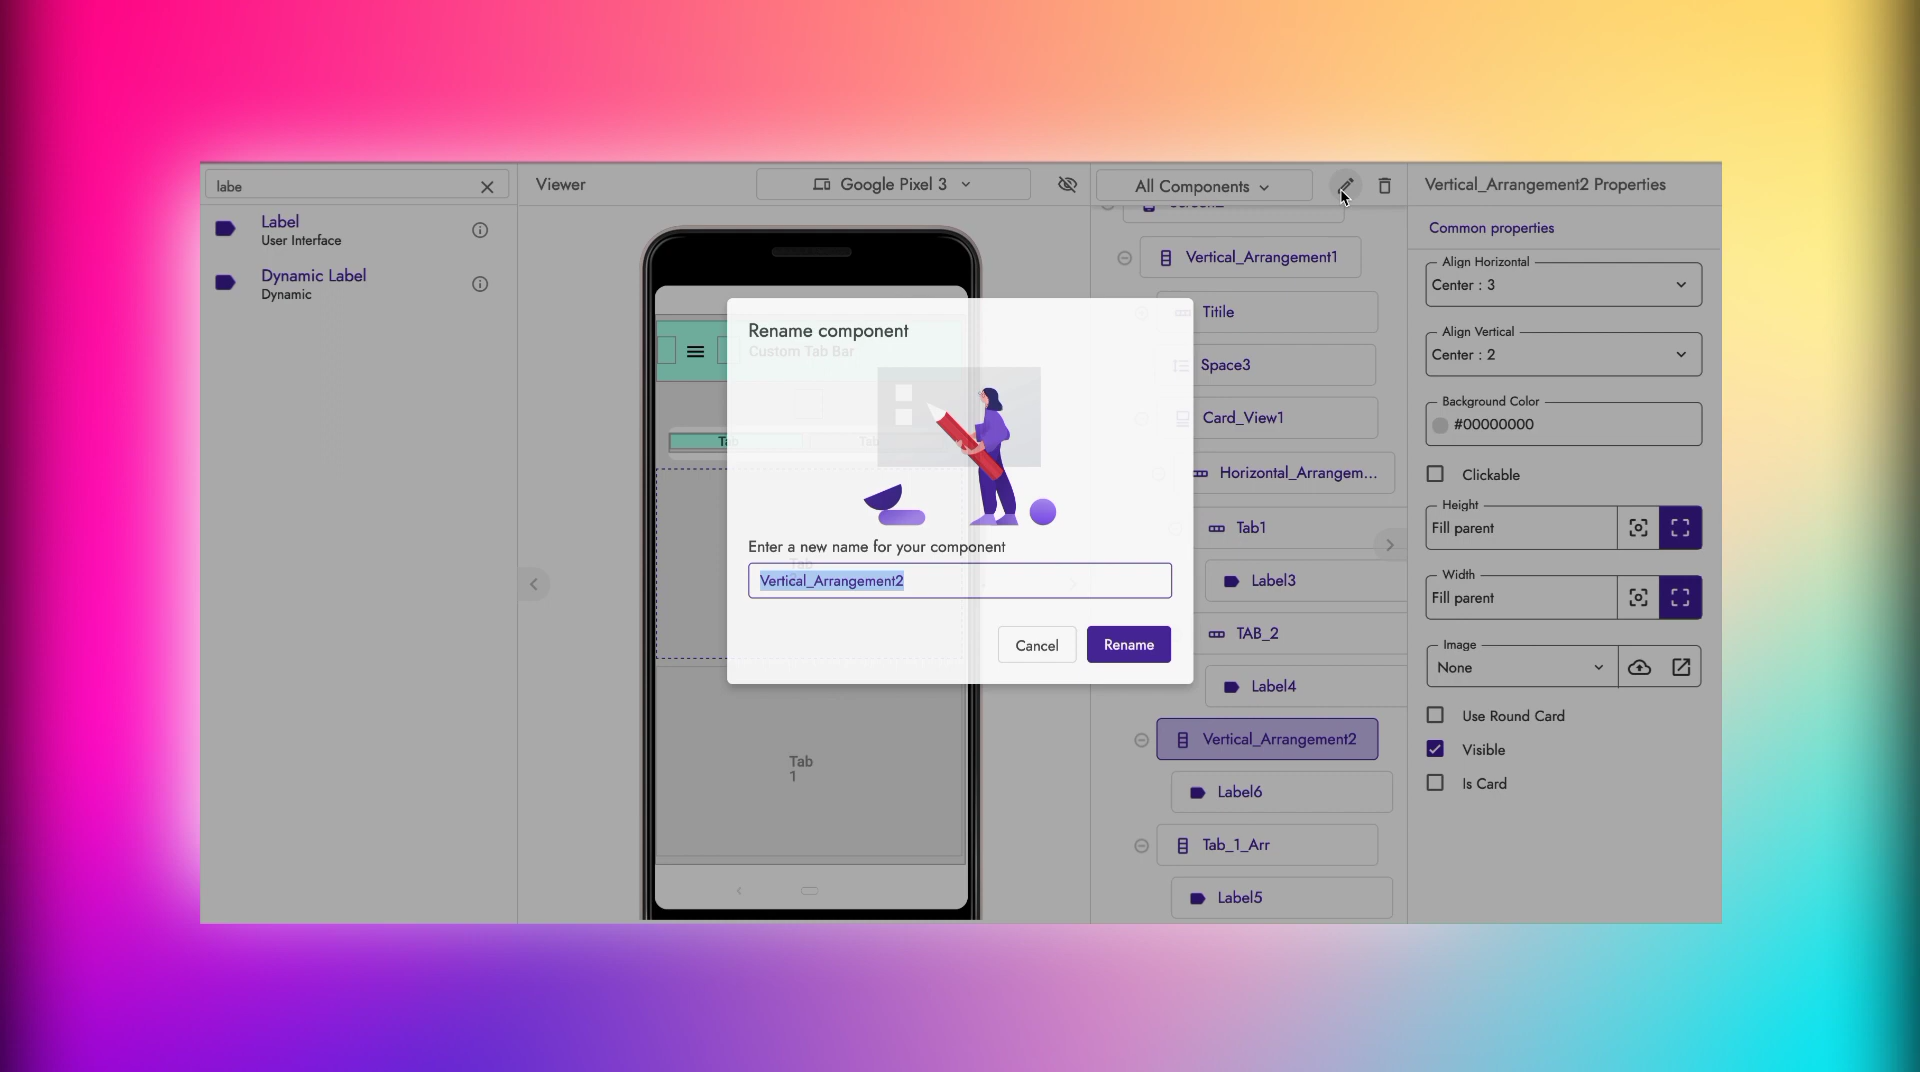 labe
Label
User Interface
Dynamic Label
Dynamic
Viewer
Google Pixel 3
Custom Tab Bar
Tab
Tab
Tab
1
Rename component
Enter a new name for your component
Vertical_Arrangement2
Cancel
Rename
All Components
Screen2
Vertical_Arrangement1
Titile
Space3
Card_View1
Horizontal_Arrangem...
Tab1
Label3
TAB_2
Label4
Vertical_Arrangement2
Label6
Tab_1_Arr
Label5
Vertical_Arrangement2 Properties
Common properties
Align Horizontal
Center : 3
Align Vertical
Center : 2
Background Color
#00000000
Clickable
Height
Fill parent
Width
Fill parent
Image
None
Use Round Card
Visible
Is Card